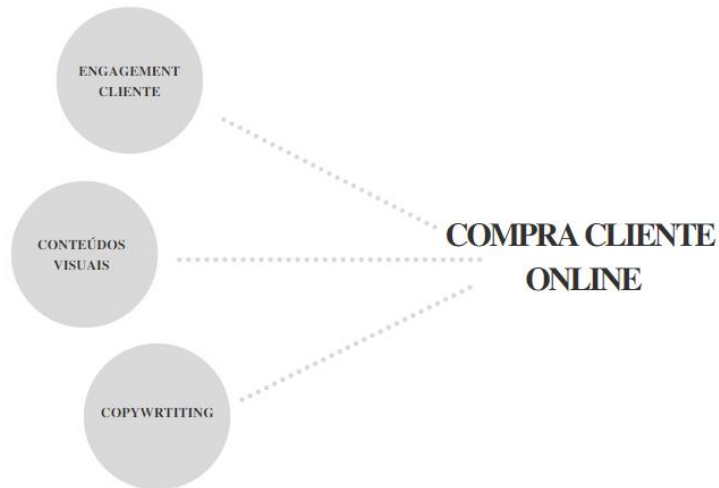 ENGAGEMENT
CLIENTE
CONTEÚDOS
VISUAIS
COMPRA CLIENTE
ONLINE
COPYWRTITING